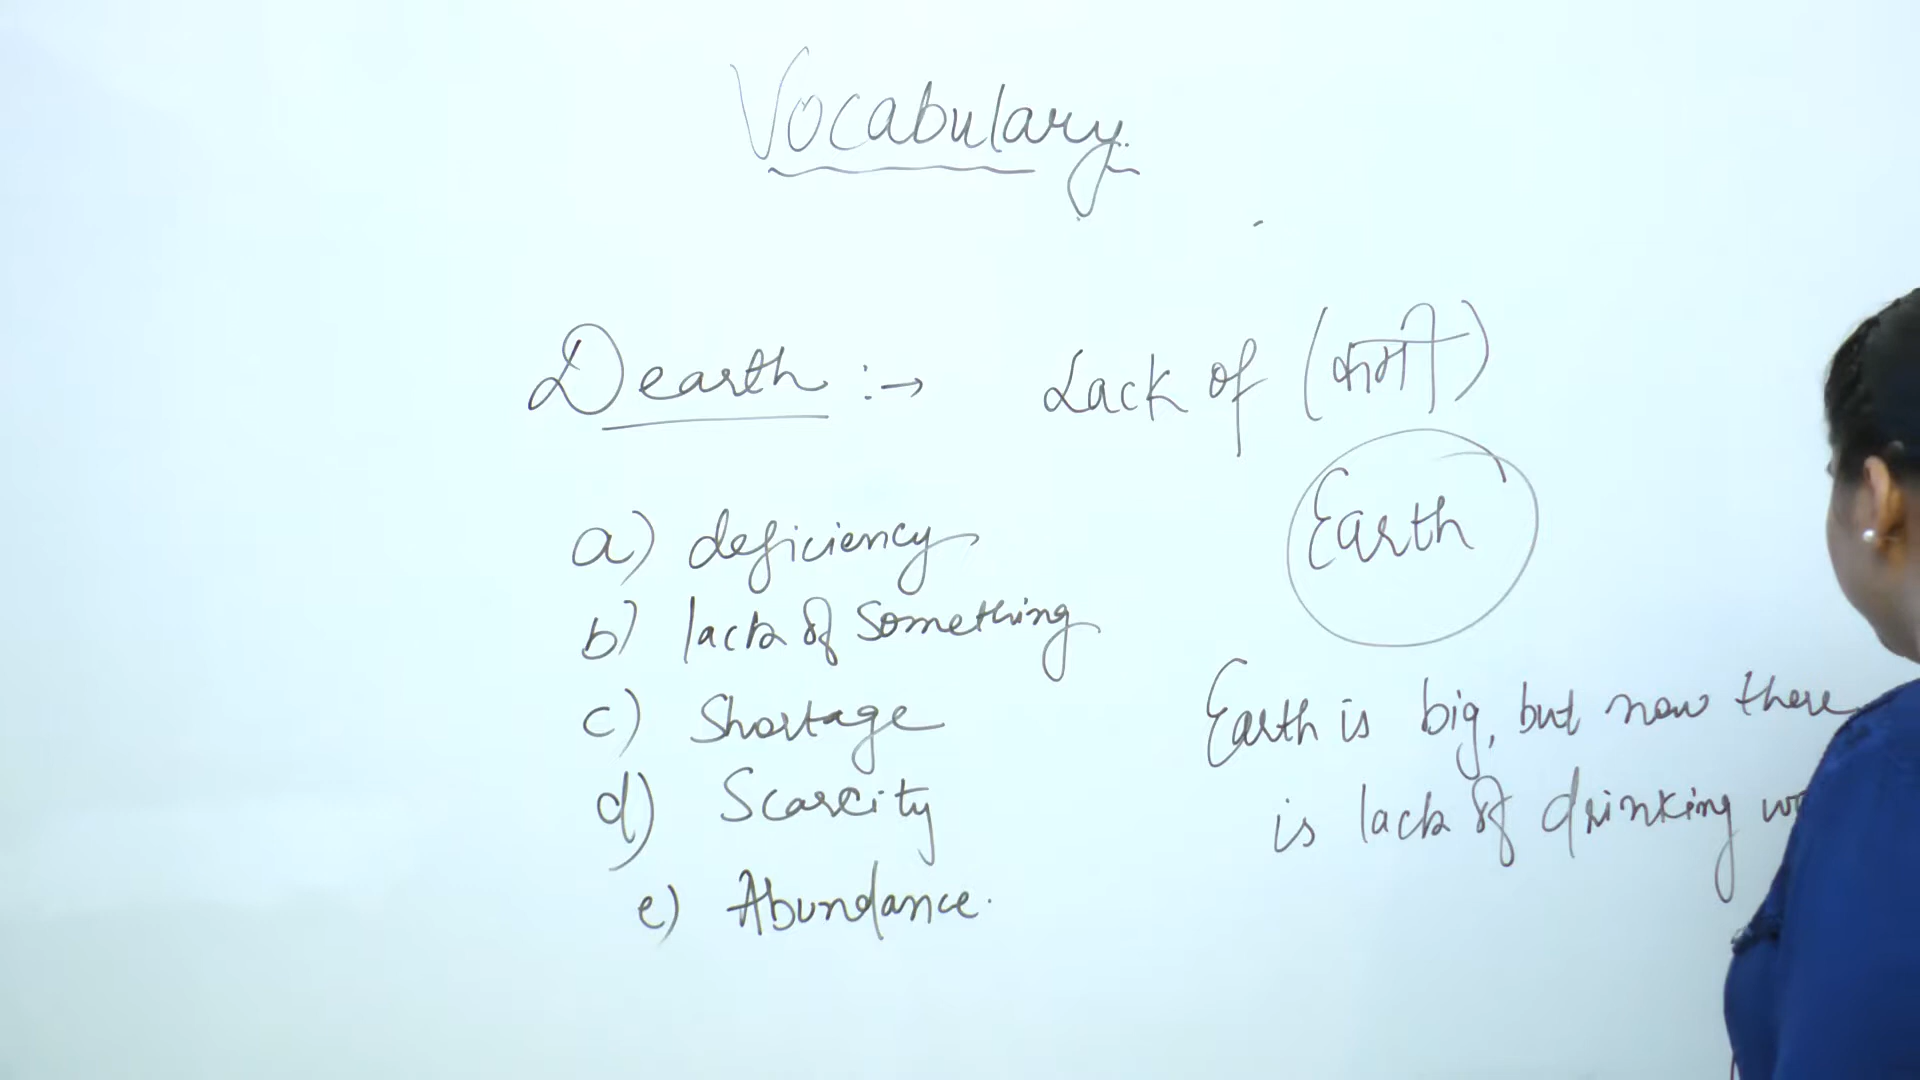 Vocabulary
Dearth :→ Lack of (कमी)
Earth
a) deficiency
b) lack of something
c) Shortage
d) Scarcity
e) Abundance.
Earth is big, but now there
is lack of drinking